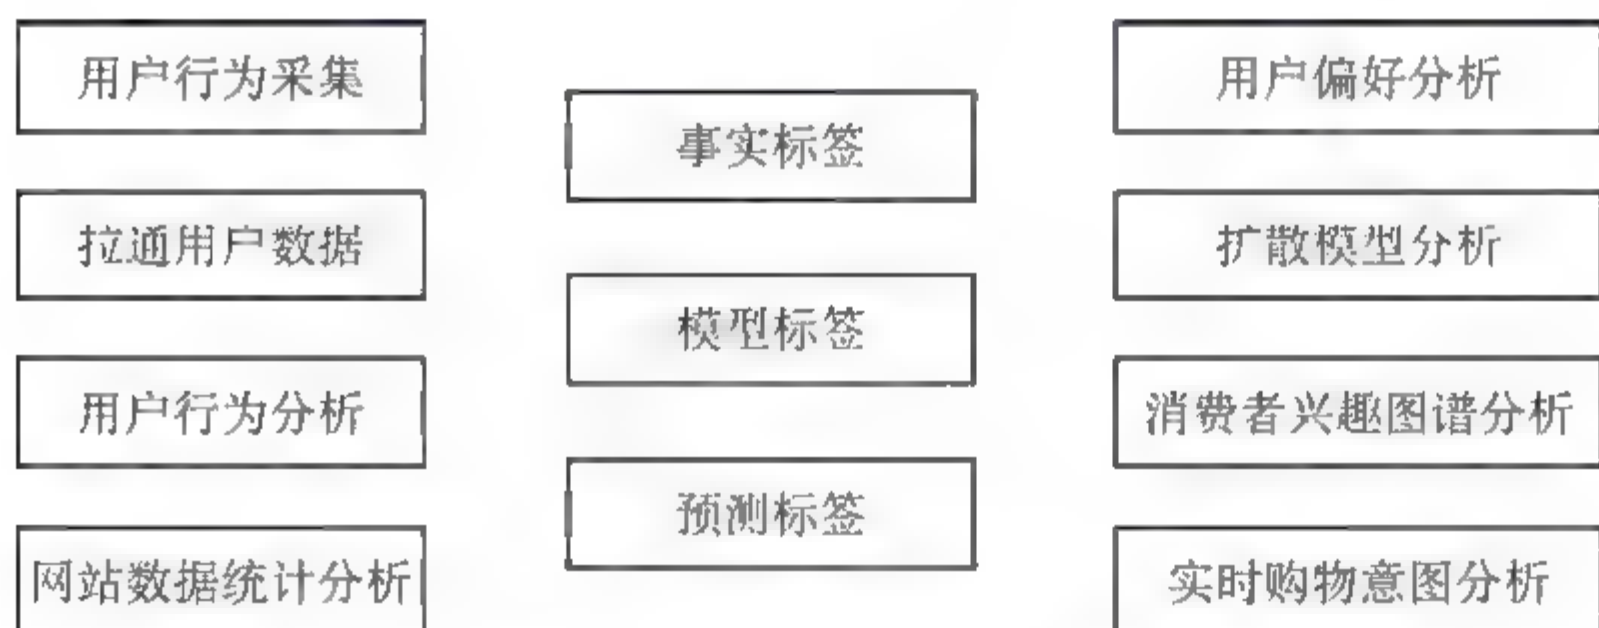 用户行为采集
拉通用户数据
用户行为分析
网站数据统计分析
事实标签
模型标签
预测标签
用户偏好分析
扩散模型分析
消费者兴趣图谱分析
实时购物意图分析